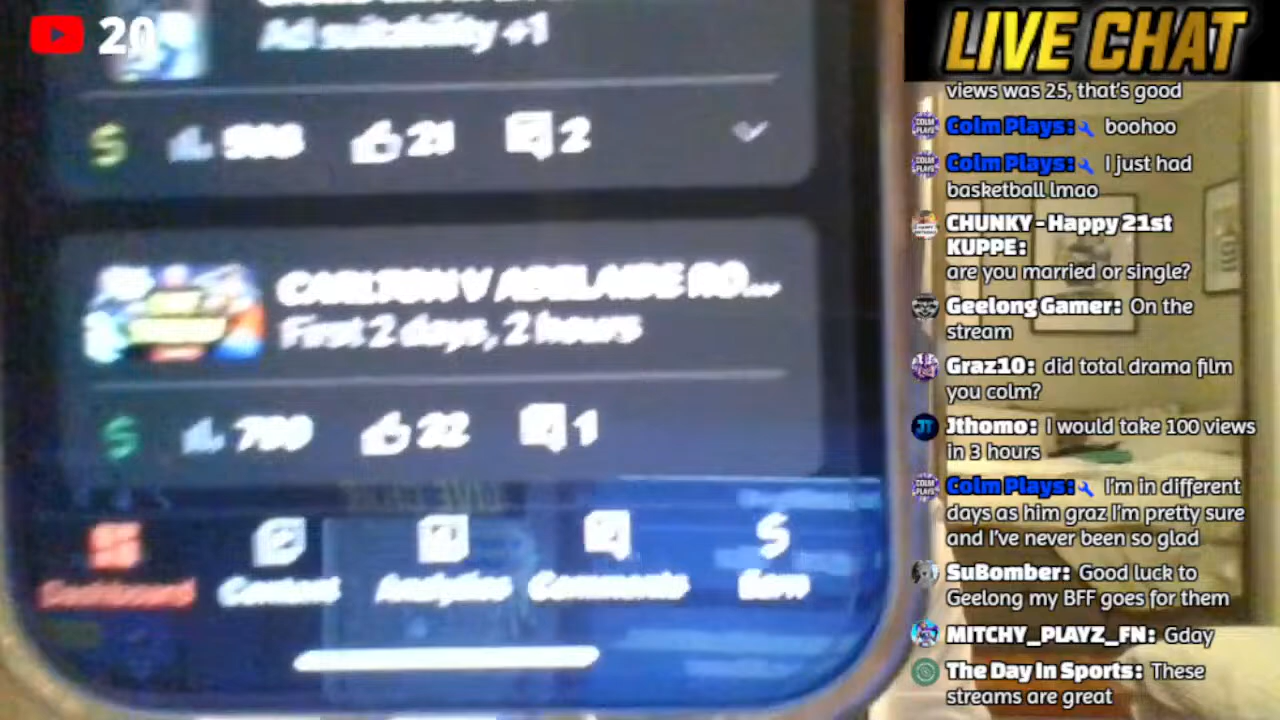 20
Ad suitability +1
21
2
CARLTON V ADELAIDE RO...
First 2 days, 2 hours
22
1
Dashboard
Content
Analytics
Comments
Earn
LIVE CHAT
views was 25, that's good
Colm Plays: boohoo
Colm Plays: I just had
basketball lmao
CHUNKY - Happy 21st
KUPPE:
are you married or single?
Geelong Gamer: On the
stream
Graz10: did total drama film
you colm?
JT
Jthomo: I would take 100 views
in 3 hours
Colm Plays: I'm in different
days as him graz I'm pretty sure
and I've never been so glad
SuBomber: Good luck to
Geelong my BFF goes for them
MITCHY_PLAYZ_FN: Gday
The Day In Sports: These
streams are great